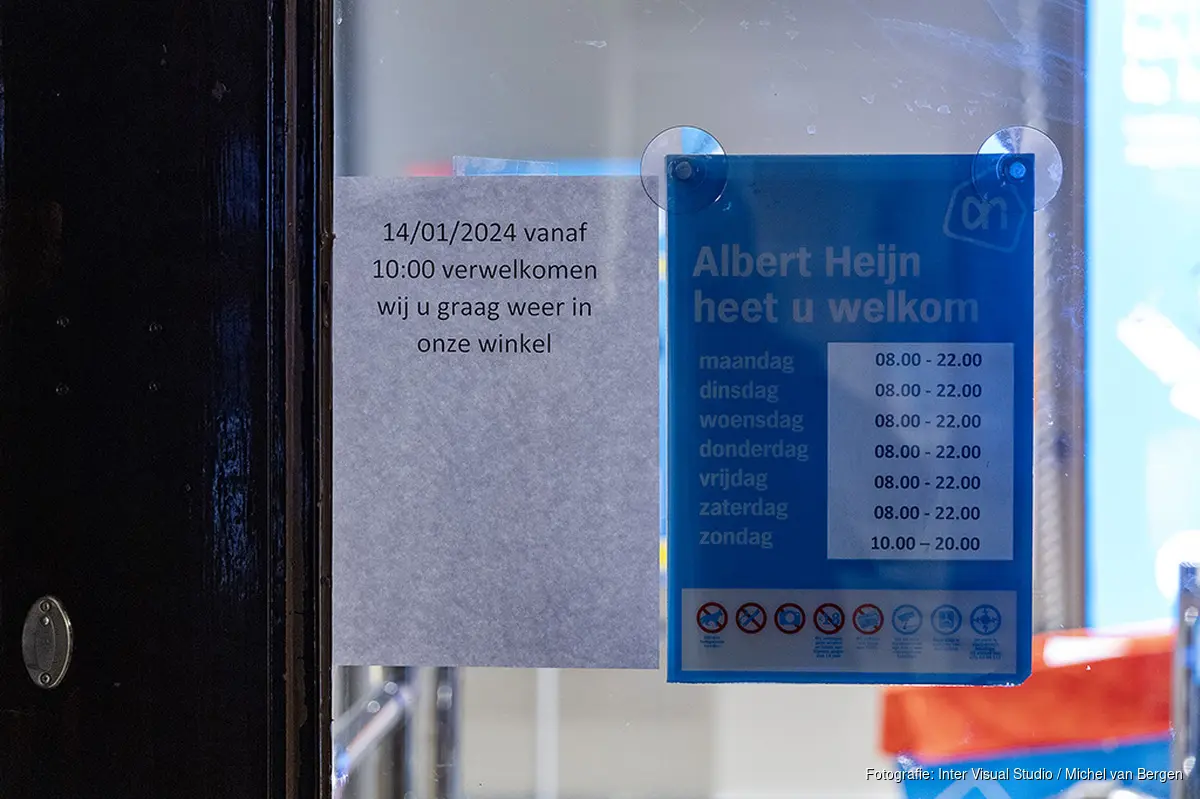 14/01/2024 vanaf
10:00 verwelkomen
wij u graag weer in
onze winkel
ah
Albert Heijn
heet u welkom
maandag 08.00 - 22.00
dinsdag 08.00 - 22.00
woensdag 08.00 - 22.00
donderdag 08.00 - 22.00
vrijdag 08.00 - 22.00
zaterdag 08.00 - 22.00
zondag 10.00 – 20.00
Fotografie: Inter Visual Studio / Michel van Bergen